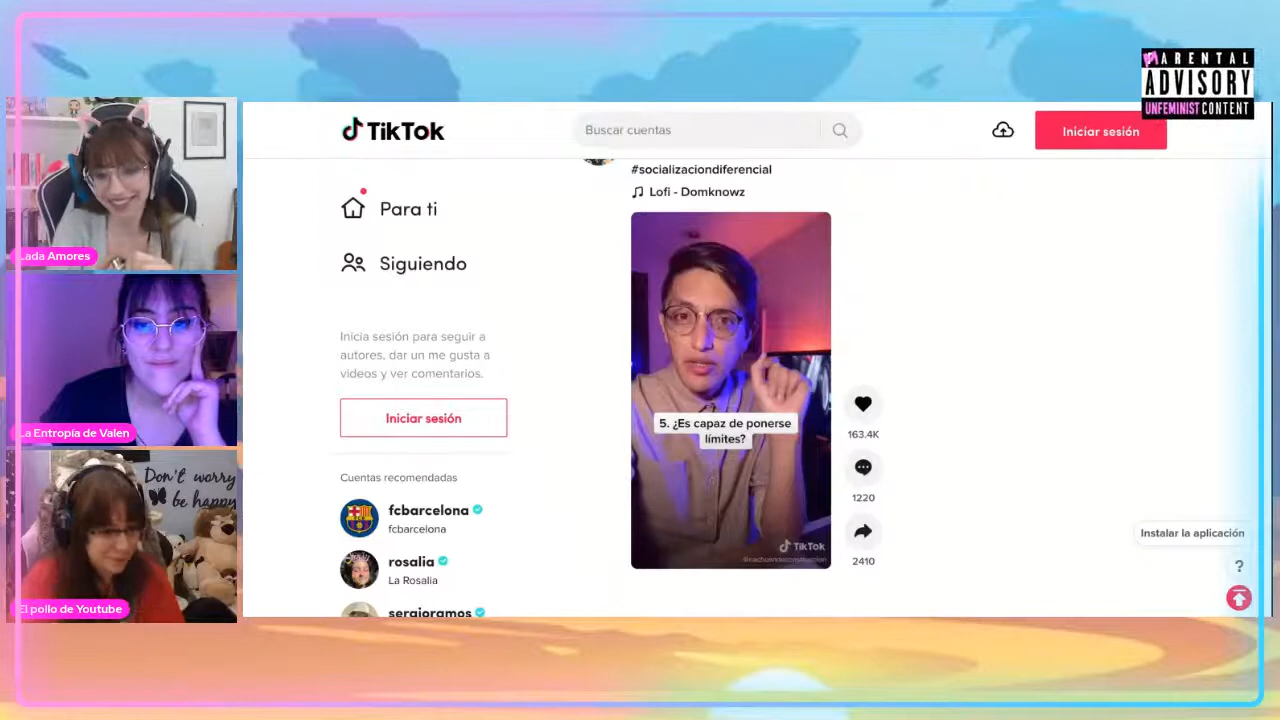 PARENTAL
ADVISORY
UNFEMINIST CONTENT
TikTok
Buscar cuentas
Iniciar sesión
#socializaciondiferencial
Lofi - Domknowz
Para ti
Siguiendo
Inicia sesión para seguir a
autores, dar un me gusta a
videos y ver comentarios.
Iniciar sesión
Cuentas recomendadas
fcbarcelona
fcbarcelona
rosalia
La Rosalia
sergioramos
5. ¿Es capaz de ponerse
límites?
TikTok
163.4K
1220
2410
Instalar la aplicación
?
Lada Amores
La Entropía de Valen
Don't worry
be happy
El pollo de Youtube